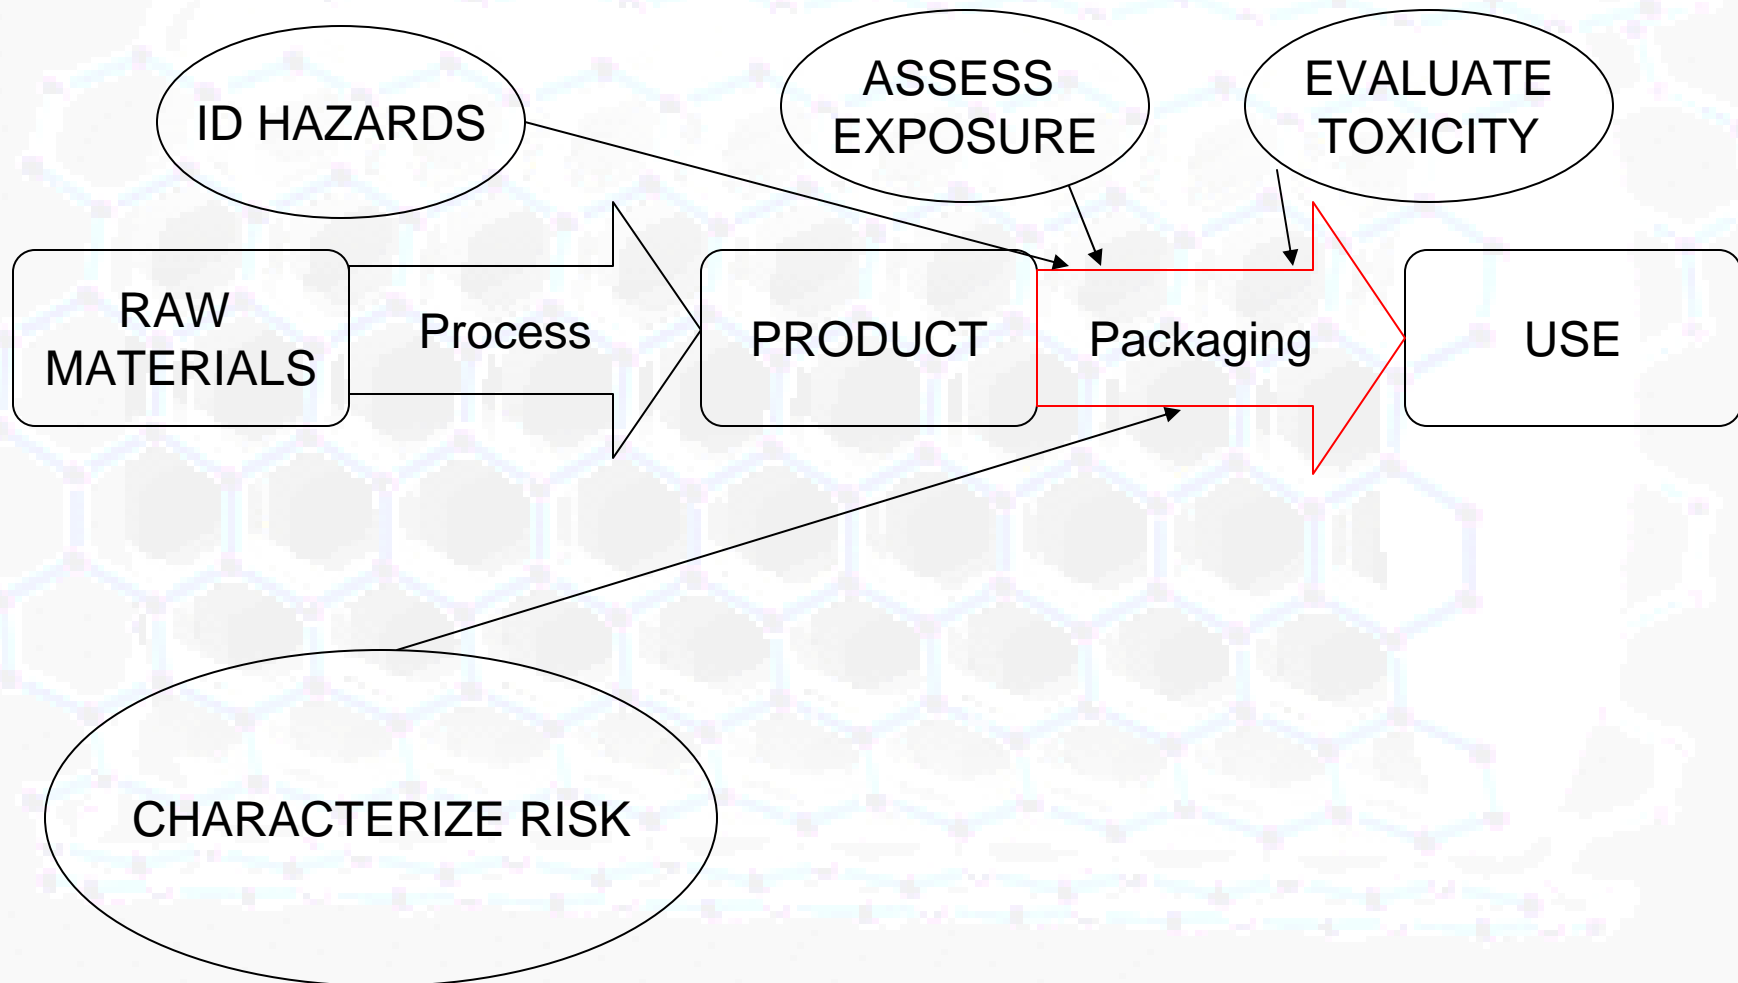 ID HAZARDS
ASSESS
EXPOSURE
EVALUATE
TOXICITY
RAW
MATERIALS
Process
PRODUCT
Packaging
USE
CHARACTERIZE RISK